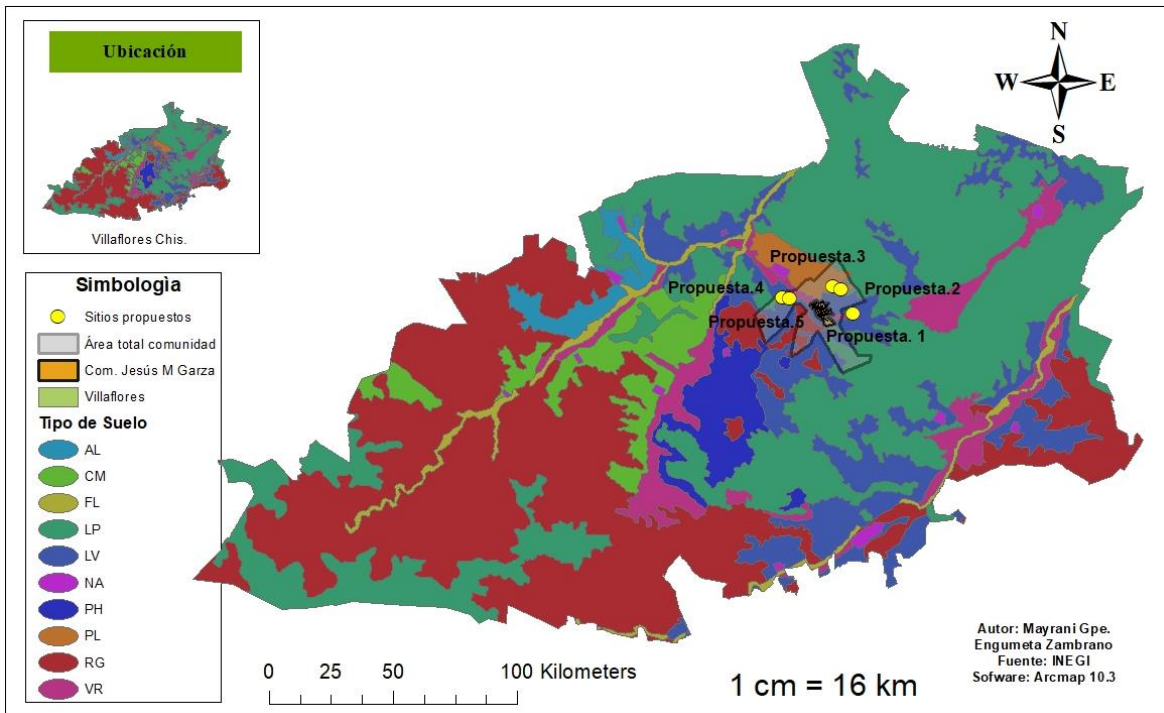 Ubicación
Villaflores Chis.
N
W
E
S
Simbologìa
Sitios propuestos
Área total comunidad
Com. Jesús M Garza
Villaflores
Tipo de Suelo
AL
CM
FL
LP
LV
NA
PH
PL
RG
VR
Propuesta.3
Propuesta.4
Propuesta.2
Propuesta.5
Propuesta. 1
0 25 50 100 Kilometers
1 cm = 16 km
Autor: Mayrani Gpe.
Engumeta Zambrano
Fuente: INEGI
Sofware: Arcmap 10.3